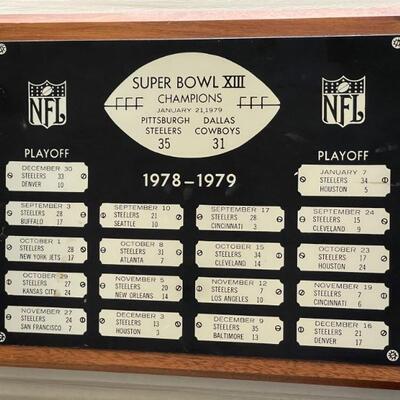 SUPER BOWL XIII
CHAMPIONS
JANUARY 21, 1979
PITTSBURGH DALLAS
STEELERS COWBOYS
35 31
NFL
NFL
PLAYOFF
PLAYOFF
1978-1979
DECEMBER 30
STEELERS 33
DENVER 10
JANUARY 7
STEELERS 34
HOUSTON 5
SEPTEMBER 3
STEELERS 28
BUFFALO 17
SEPTEMBER 10
STEELERS 21
SEATTLE 10
SEPTEMBER 17
STEELERS 28
CINCINNATI 3
SEPTEMBER 24
STEELERS 15
CLEVELAND 9
OCTOBER 1
STEELERS 28
NEW YORK JETS 17
OCTOBER 8
STEELERS 31
ATLANTA 7
OCTOBER 15
STEELERS 34
CLEVELAND 14
OCTOBER 23
STEELERS 17
HOUSTON 24
OCTOBER 29
STEELERS 27
KANSAS CITY 24
NOVEMBER 5
STEELERS 20
NEW ORLEANS 14
NOVEMBER 12
STEELERS 7
LOS ANGELES 10
NOVEMBER 19
STEELERS 7
CINCINNATI 6
NOVEMBER 27
STEELERS 24
SAN FRANCISCO 7
DECEMBER 3
STEELERS 13
HOUSTON 3
DECEMBER 9
STEELERS 35
BALTIMORE 13
DECEMBER 16
STEELERS 21
DENVER 17